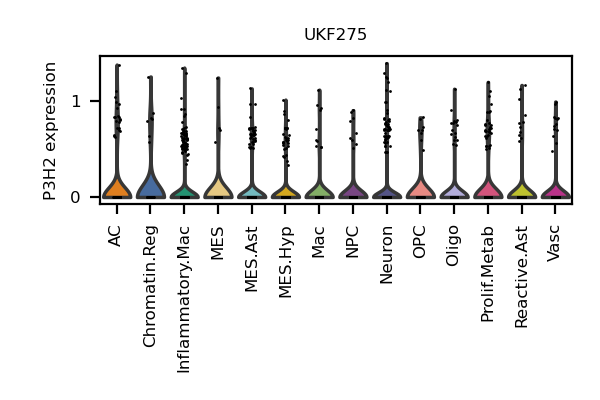 UKF275
P3H2 expression
1
0
AC
Chromatin.Reg
Inflammatory.Mac
MES
MES.Ast
MES.Hyp
Mac
NPC
Neuron
OPC
Oligo
Prolif.Metab
Reactive.Ast
Vasc